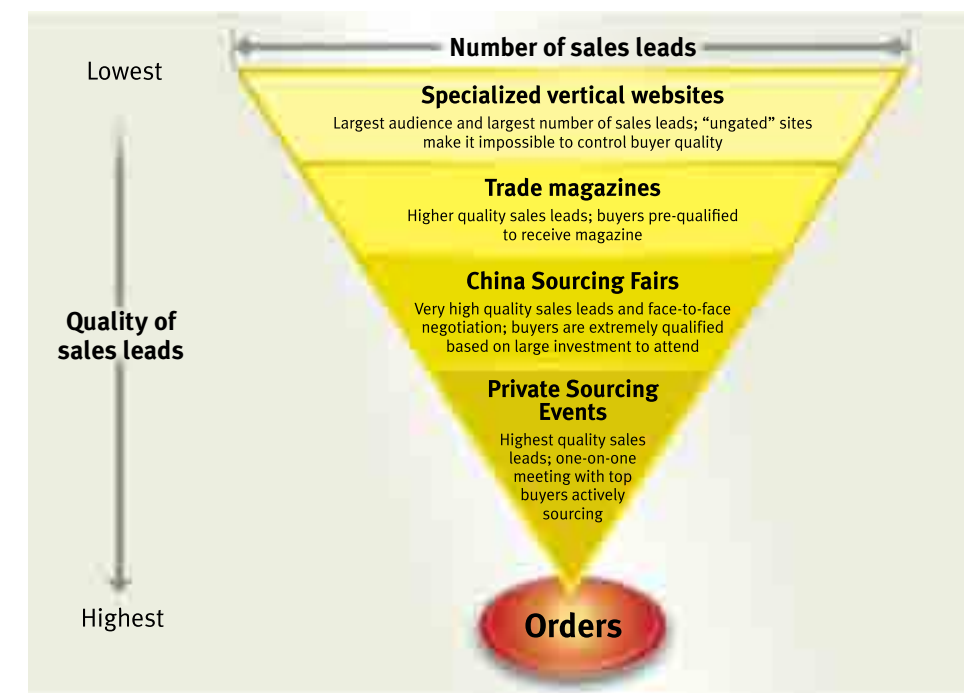 Number of sales leads
Lowest
Specialized vertical websites
Largest audience and largest number of sales leads; “ungated” sites
make it impossible to control buyer quality
Trade magazines
Higher quality sales leads; buyers pre-qualified
to receive magazine
China Sourcing Fairs
Very high quality sales leads and face-to-face
negotiation; buyers are extremely qualified
based on large investment to attend
Quality of
sales leads
Private Sourcing
Events
Highest quality sales
leads; one-on-one
meeting with top
buyers actively
sourcing
Highest
Orders